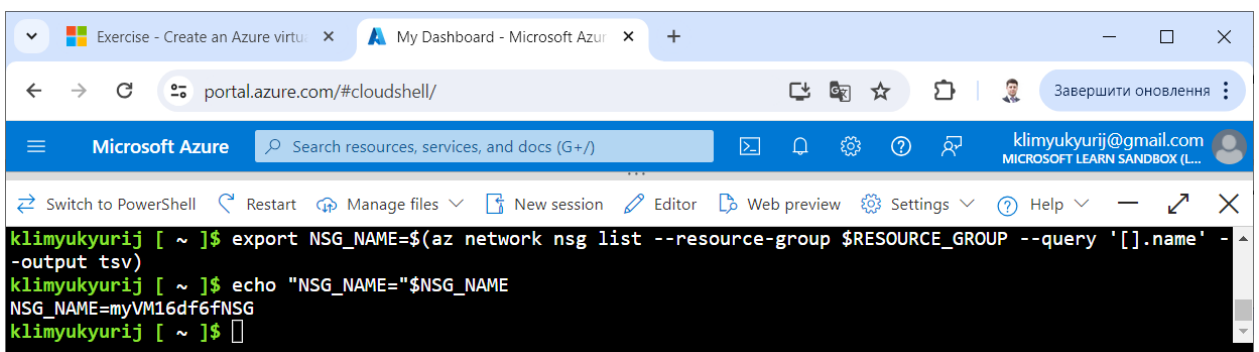 Exercise - Create an Azure virtu
My Dashboard - Microsoft Azur
portal.azure.com/#cloudshell/
Завершити оновлення
Microsoft Azure
Search resources, services, and docs (G+/)
klimyukyurij@gmail.com
MICROSOFT LEARN SANDBOX (L...
Switch to PowerShell Restart Manage files New session Editor Web preview Settings Help
klimyukyurij [ ~ ]$ export NSG_NAME=$(az network nsg list --resource-group $RESOURCE_GROUP --query '[].name' -
-output tsv)
klimyukyurij [ ~ ]$ echo "NSG_NAME="$NSG_NAME
NSG_NAME=myVM16df6fNSG
klimyukyurij [ ~ ]$